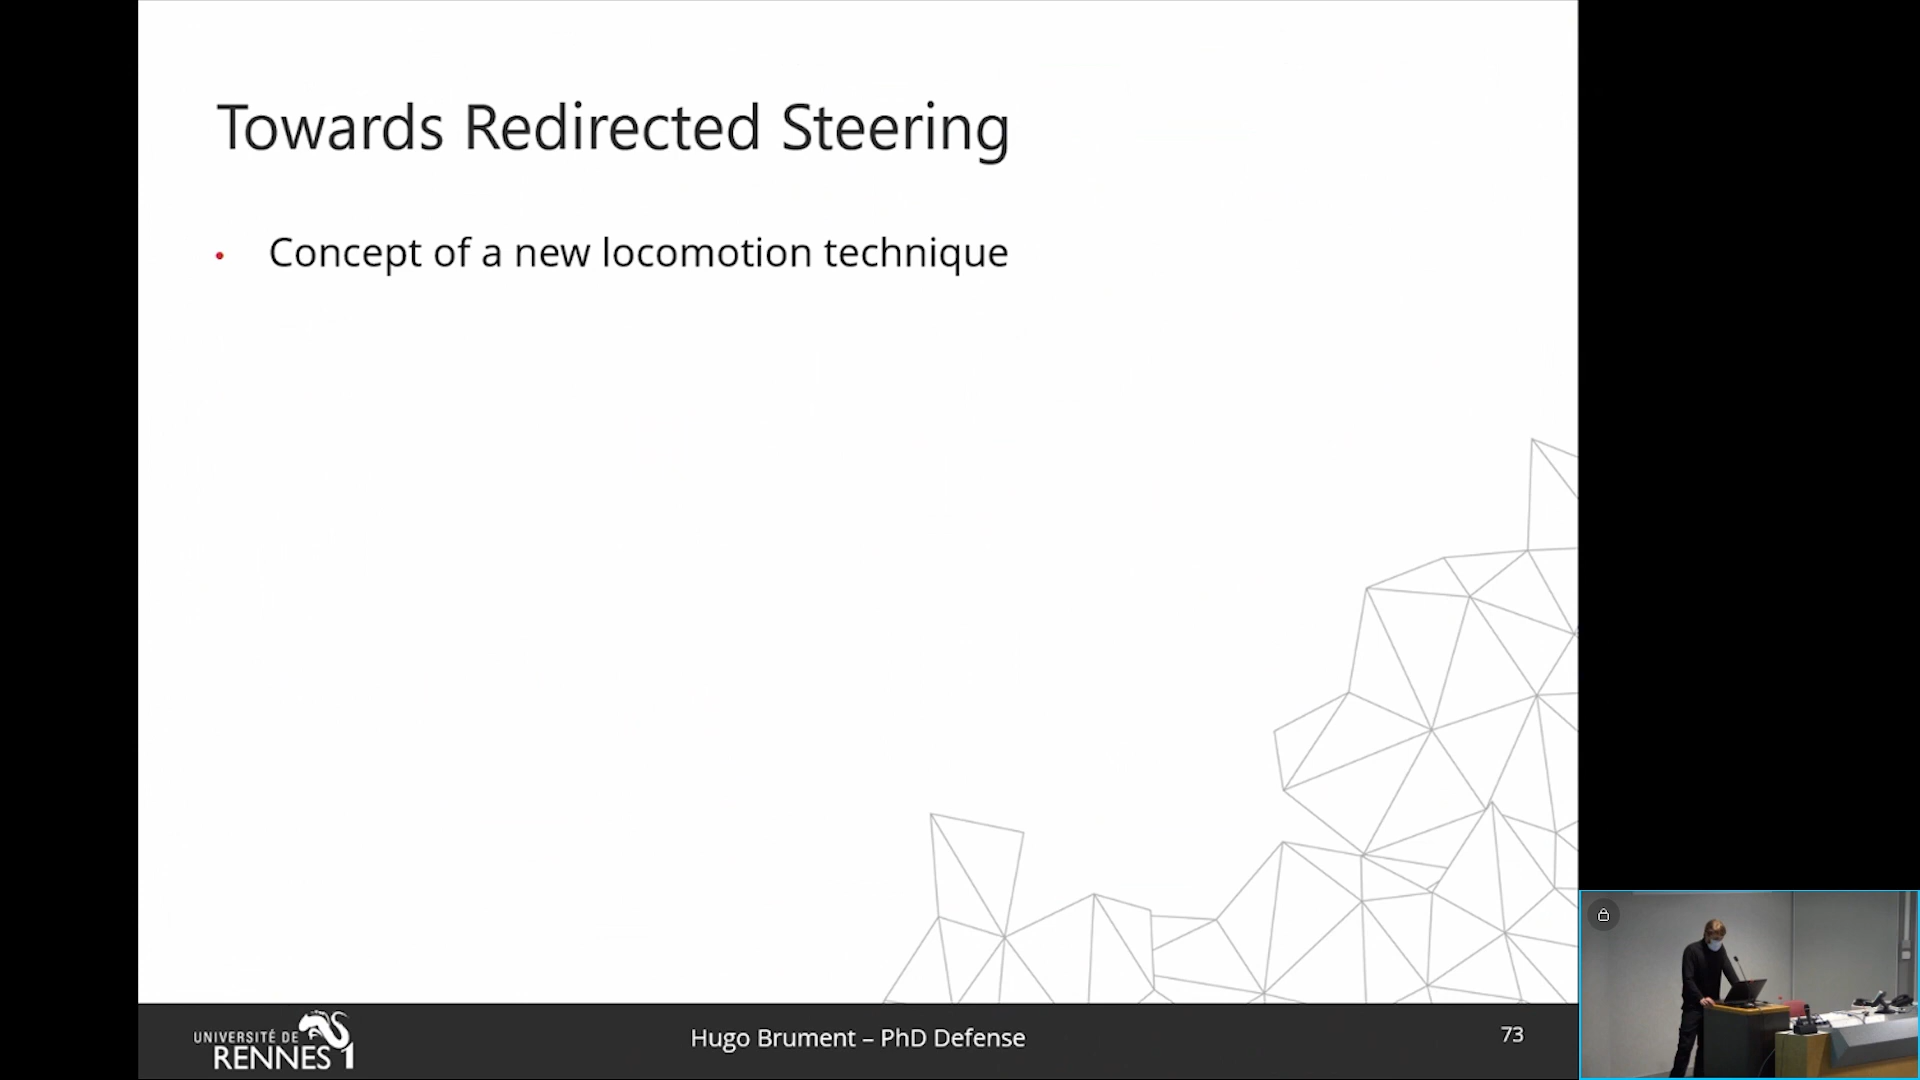 Towards Redirected Steering
• Concept of a new locomotion technique
UNIVERSITÉ DE
RENNES 1
Hugo Brument – PhD Defense
73